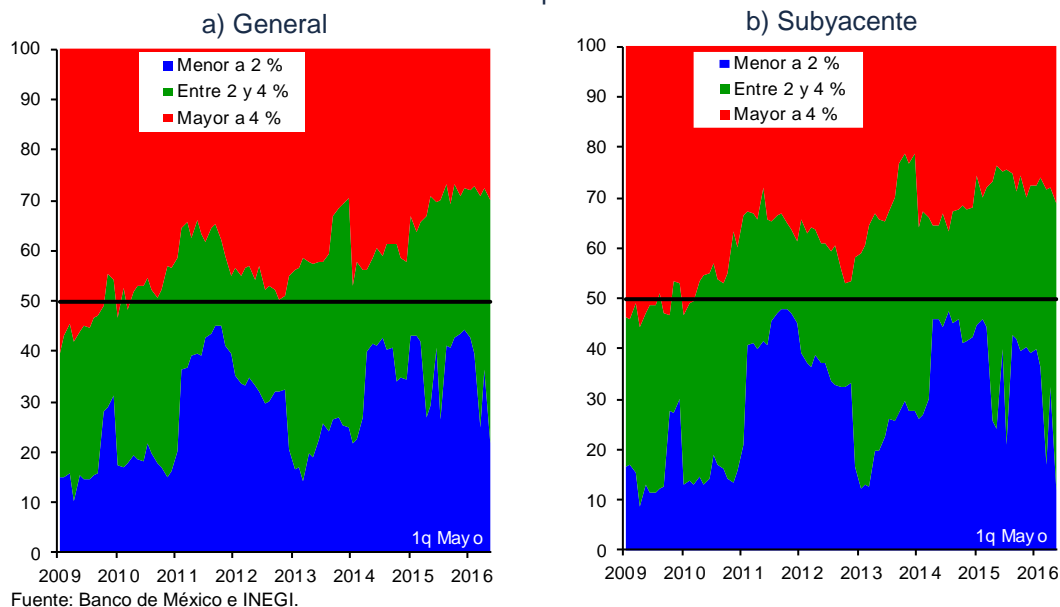 a) General
100
90
80
70
60
50
40
30
20
10
0
Menor a 2 %
Entre 2 y 4 %
Mayor a 4 %
1q Mayo
2009 2010 2011 2012 2013 2014 2015 2016
b) Subyacente
100
90
80
70
60
50
40
30
20
10
0
Menor a 2 %
Entre 2 y 4 %
Mayor a 4 %
1q Mayo
2009 2010 2011 2012 2013 2014 2015 2016
Fuente: Banco de México e INEGI.